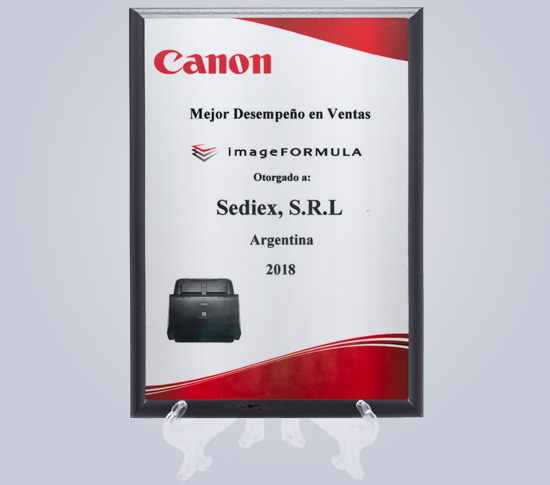 Canon
Mejor Desempeño en Ventas
imageFORMULA
Otorgado a:
Sediex, S.R.L
Argentina
2018